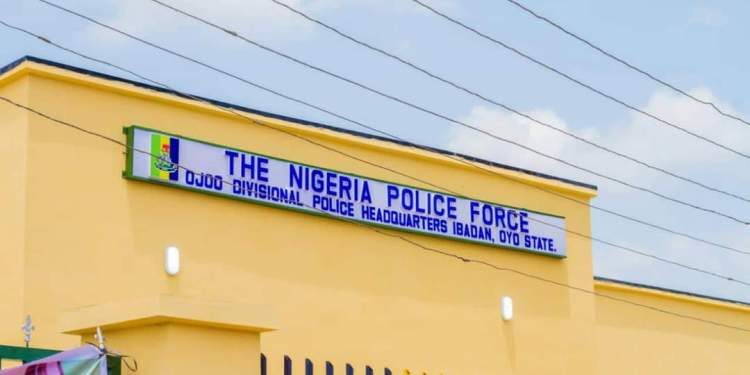 THE NIGERIA POLICE FORCE
OJOO DIVISIONAL POLICE HEADQUARTERS IBADAN, OYO STATE.